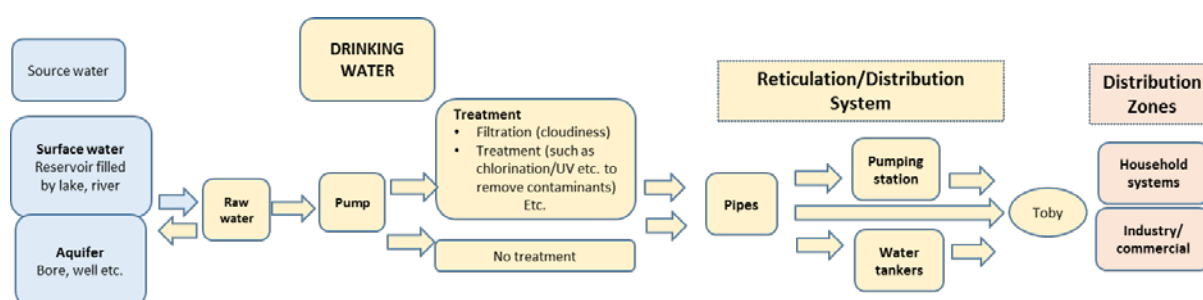 Source water
DRINKING
WATER
Reticulation/Distribution
System
Distribution
Zones
Surface water
Reservoir filled
by lake, river
Aquifer
Bore, well etc.
Raw
water
Pump
Treatment
• Filtration (cloudiness)
• Treatment (such as
chlorination/UV etc. to
remove contaminants)
Etc.
No treatment
Pipes
Pumping
station
Water
tankers
Toby
Household
systems
Industry/
commercial